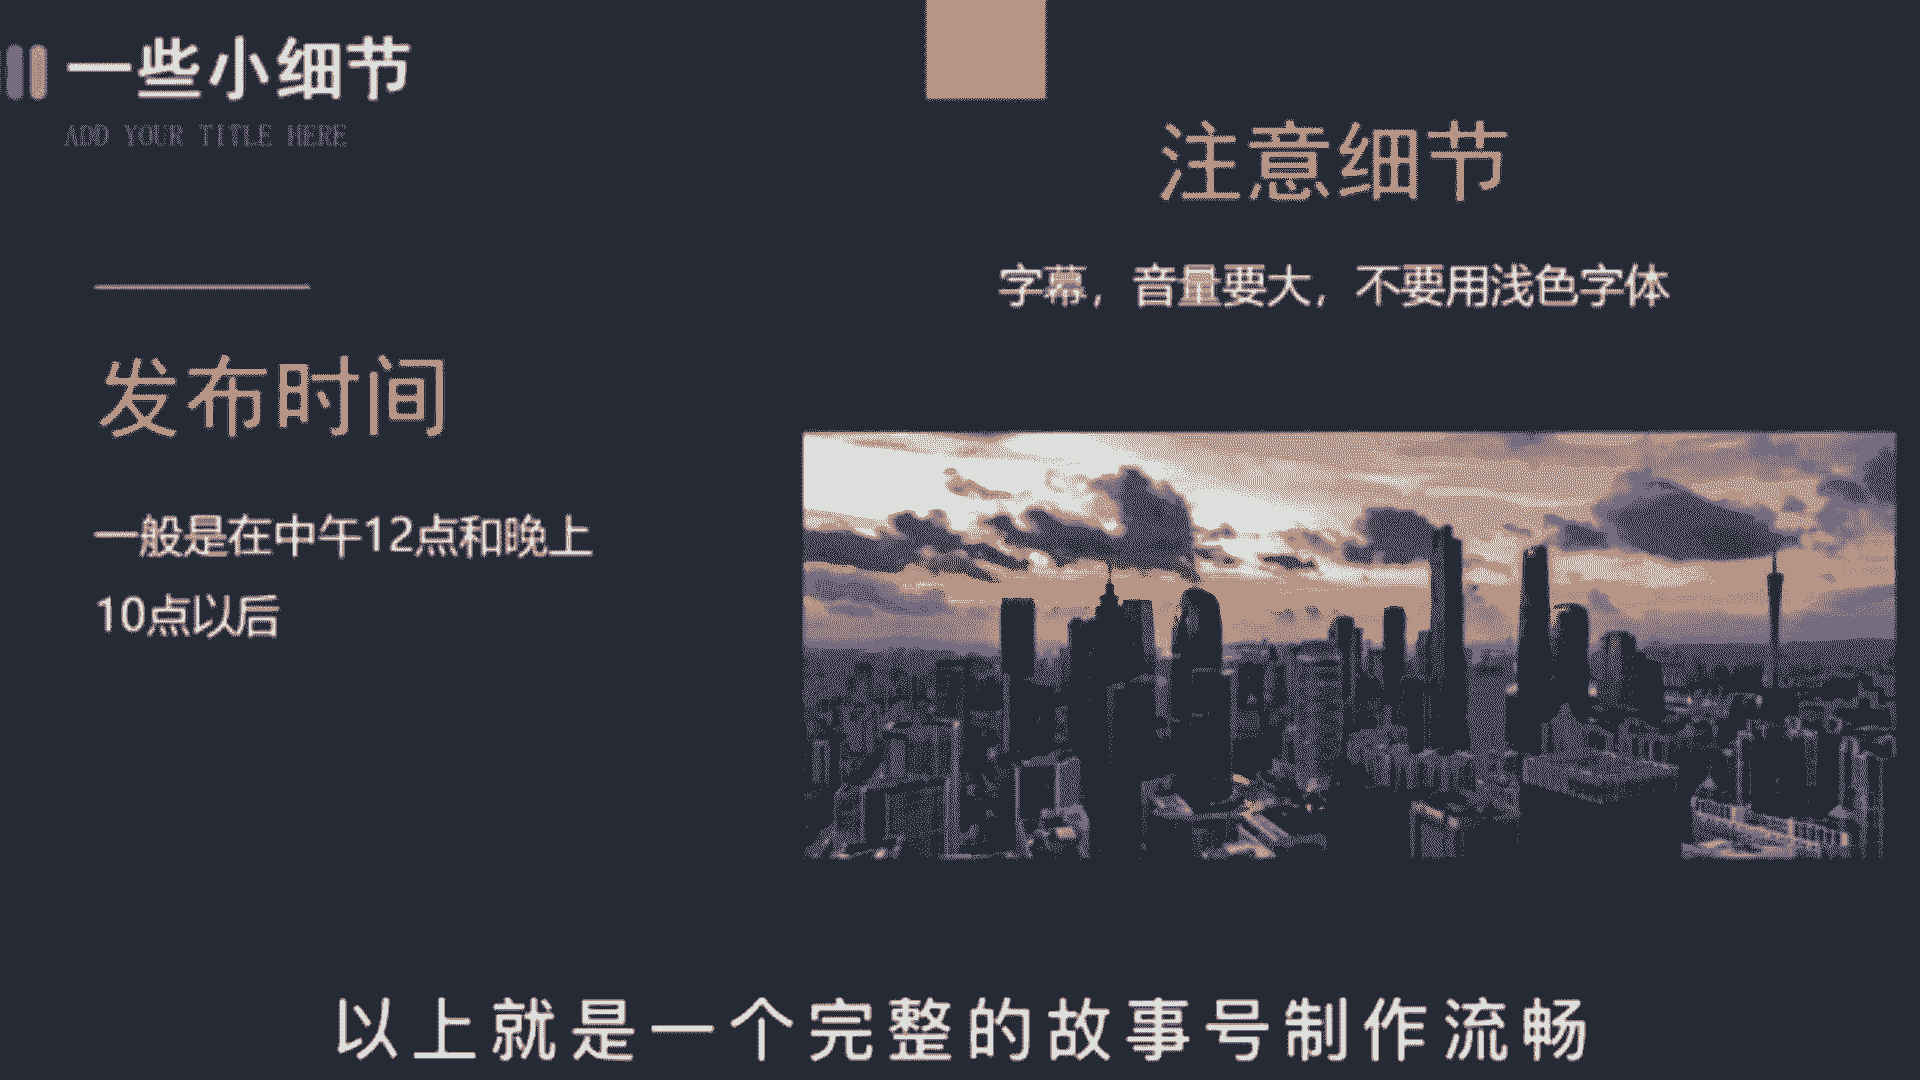 一些小细节
ADD YOUR TITLE HERE
注意细节
字幕，音量要大，不要用浅色字体
发布时间
一般是在中午12点和晚上
10点以后
以上就是一个完整的故事号制作流畅